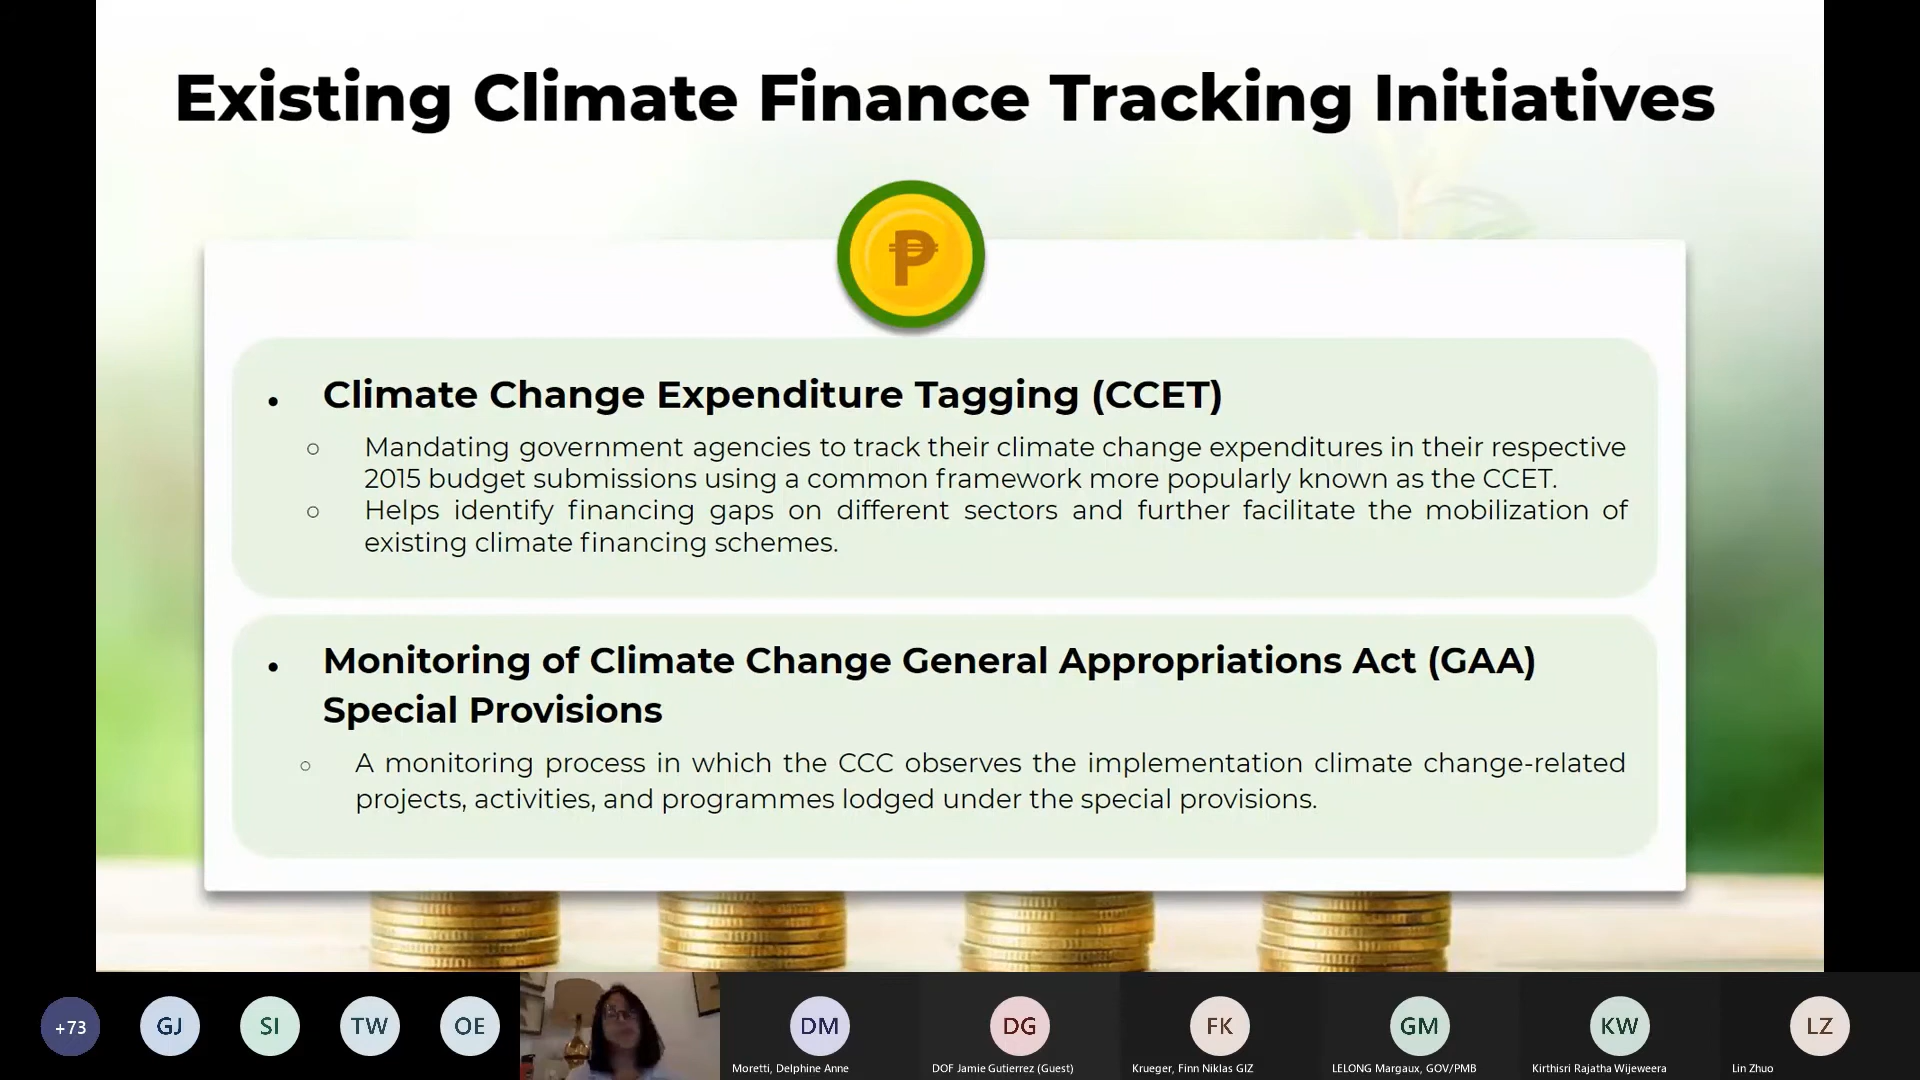 Existing Climate Finance Tracking Initiatives
₱
• Climate Change Expenditure Tagging (CCET)
○ Mandating government agencies to track their climate change expenditures in their respective
2015 budget submissions using a common framework more popularly known as the CCET.
○ Helps identify financing gaps on different sectors and further facilitate the mobilization of
existing climate financing schemes.
• Monitoring of Climate Change General Appropriations Act (GAA)
Special Provisions
○ A monitoring process in which the CCC observes the implementation climate change-related
projects, activities, and programmes lodged under the special provisions.
+73
GJ
SI
TW
OE
DM
DG
FK
GM
KW
LZ
Moretti, Delphine Anne
DOF Jamie Gutierrez (Guest)
Krueger, Finn Niklas GIZ
LELONG Margaux, GOV/PMB
Kirthisri Rajatha Wijeweera
Lin Zhuo